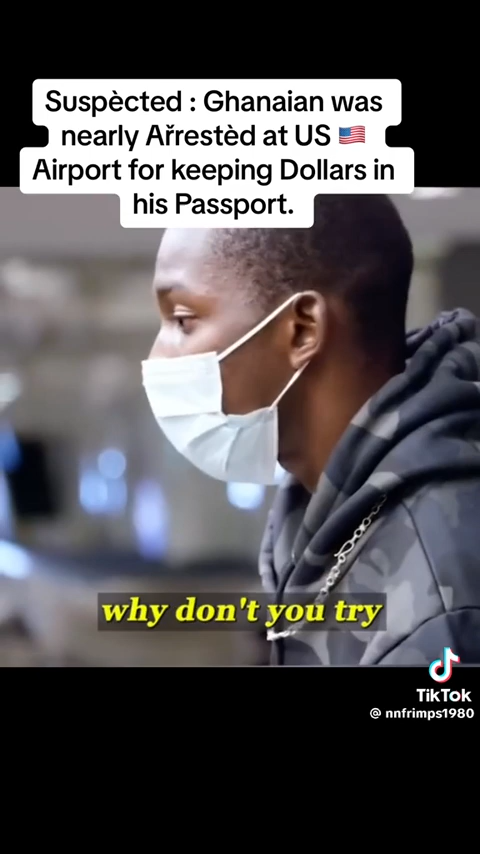 Suspècted : Ghanaian was
nearly Ařrestèd at US 🇺🇸
Airport for keeping Dollars in
his Passport.
why don't you try
TikTok
@ nnfrimps1980